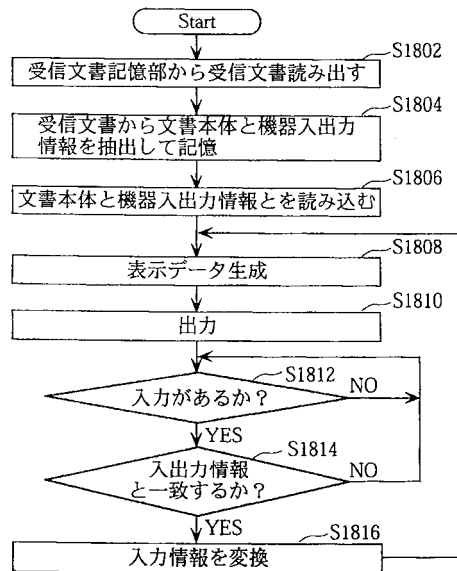 Start
S1802
受信文書記憶部から受信文書読み出す
S1804
受信文書から文書本体と機器入出力
情報を抽出して記憶
S1806
文書本体と機器入出力情報とを読み込む
S1808
表示データ生成
S1810
出力
S1812
入力があるか?
NO
YES
S1814
入出力情報
と一致するか?
NO
YES
S1816
入力情報を変換